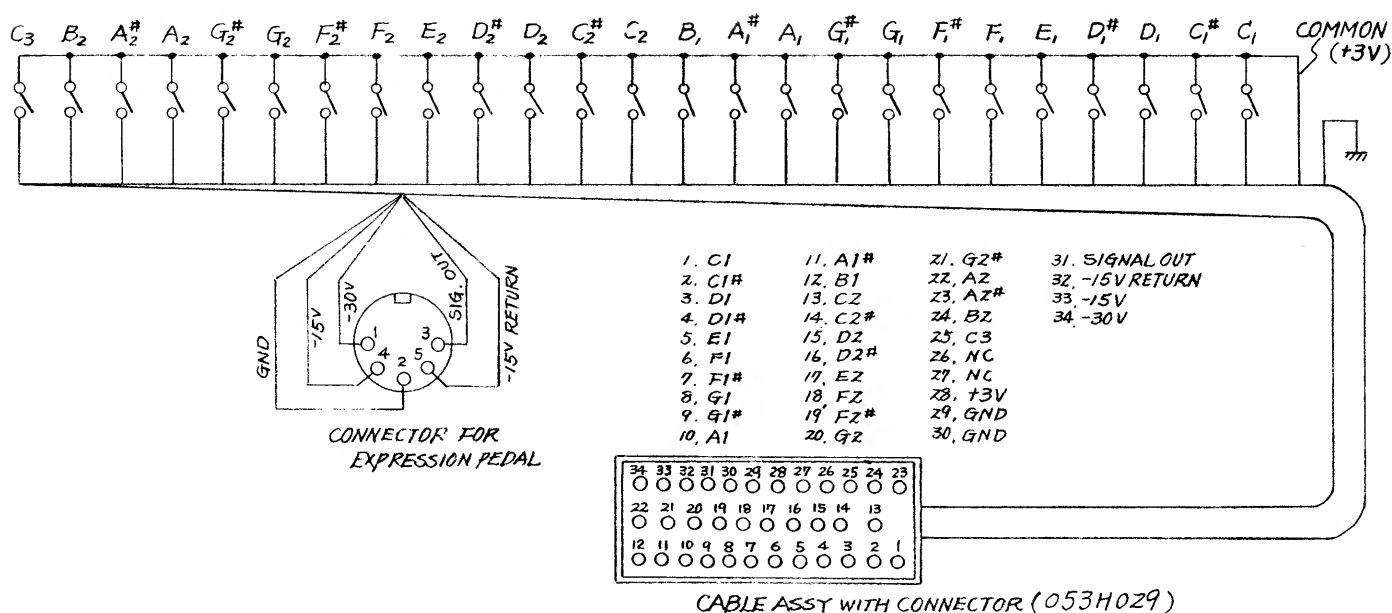 C3 B2 A2# A2 G2# G2 F2# F2 E2 D2# D2 C2# C2 B1 A1# A1 G1# G1 F1# F1 E1 D1# D1 C1# C1
COMMON
(+3V)
GND
-15V
-30V
SIG. OUT
-15V RETURN
1
3
4
2
5
CONNECTOR FOR
EXPRESSION PEDAL
1. C1
2. C1#
3. D1
4. D1#
5. E1
6. F1
7. F1#
8. G1
9. G1#
10. A1
11. A1#
12. B1
13. C2
14. C2#
15. D2
16. D2#
17. E2
18. F2
19. F2#
20. G2
21. G2#
22. A2
23. A2#
24. B2
25. C3
26. NC
27. NC
28. +3V
29. GND
30. GND
31. SIGNAL OUT
32. -15V RETURN
33. -15V
34. -30V
34 33 32 31 30 29 28 27 26 25 24 23
22 21 20 19 18 17 16 15 14 13
12 11 10 9 8 7 6 5 4 3 2 1
CABLE ASSY WITH CONNECTOR (053H029)